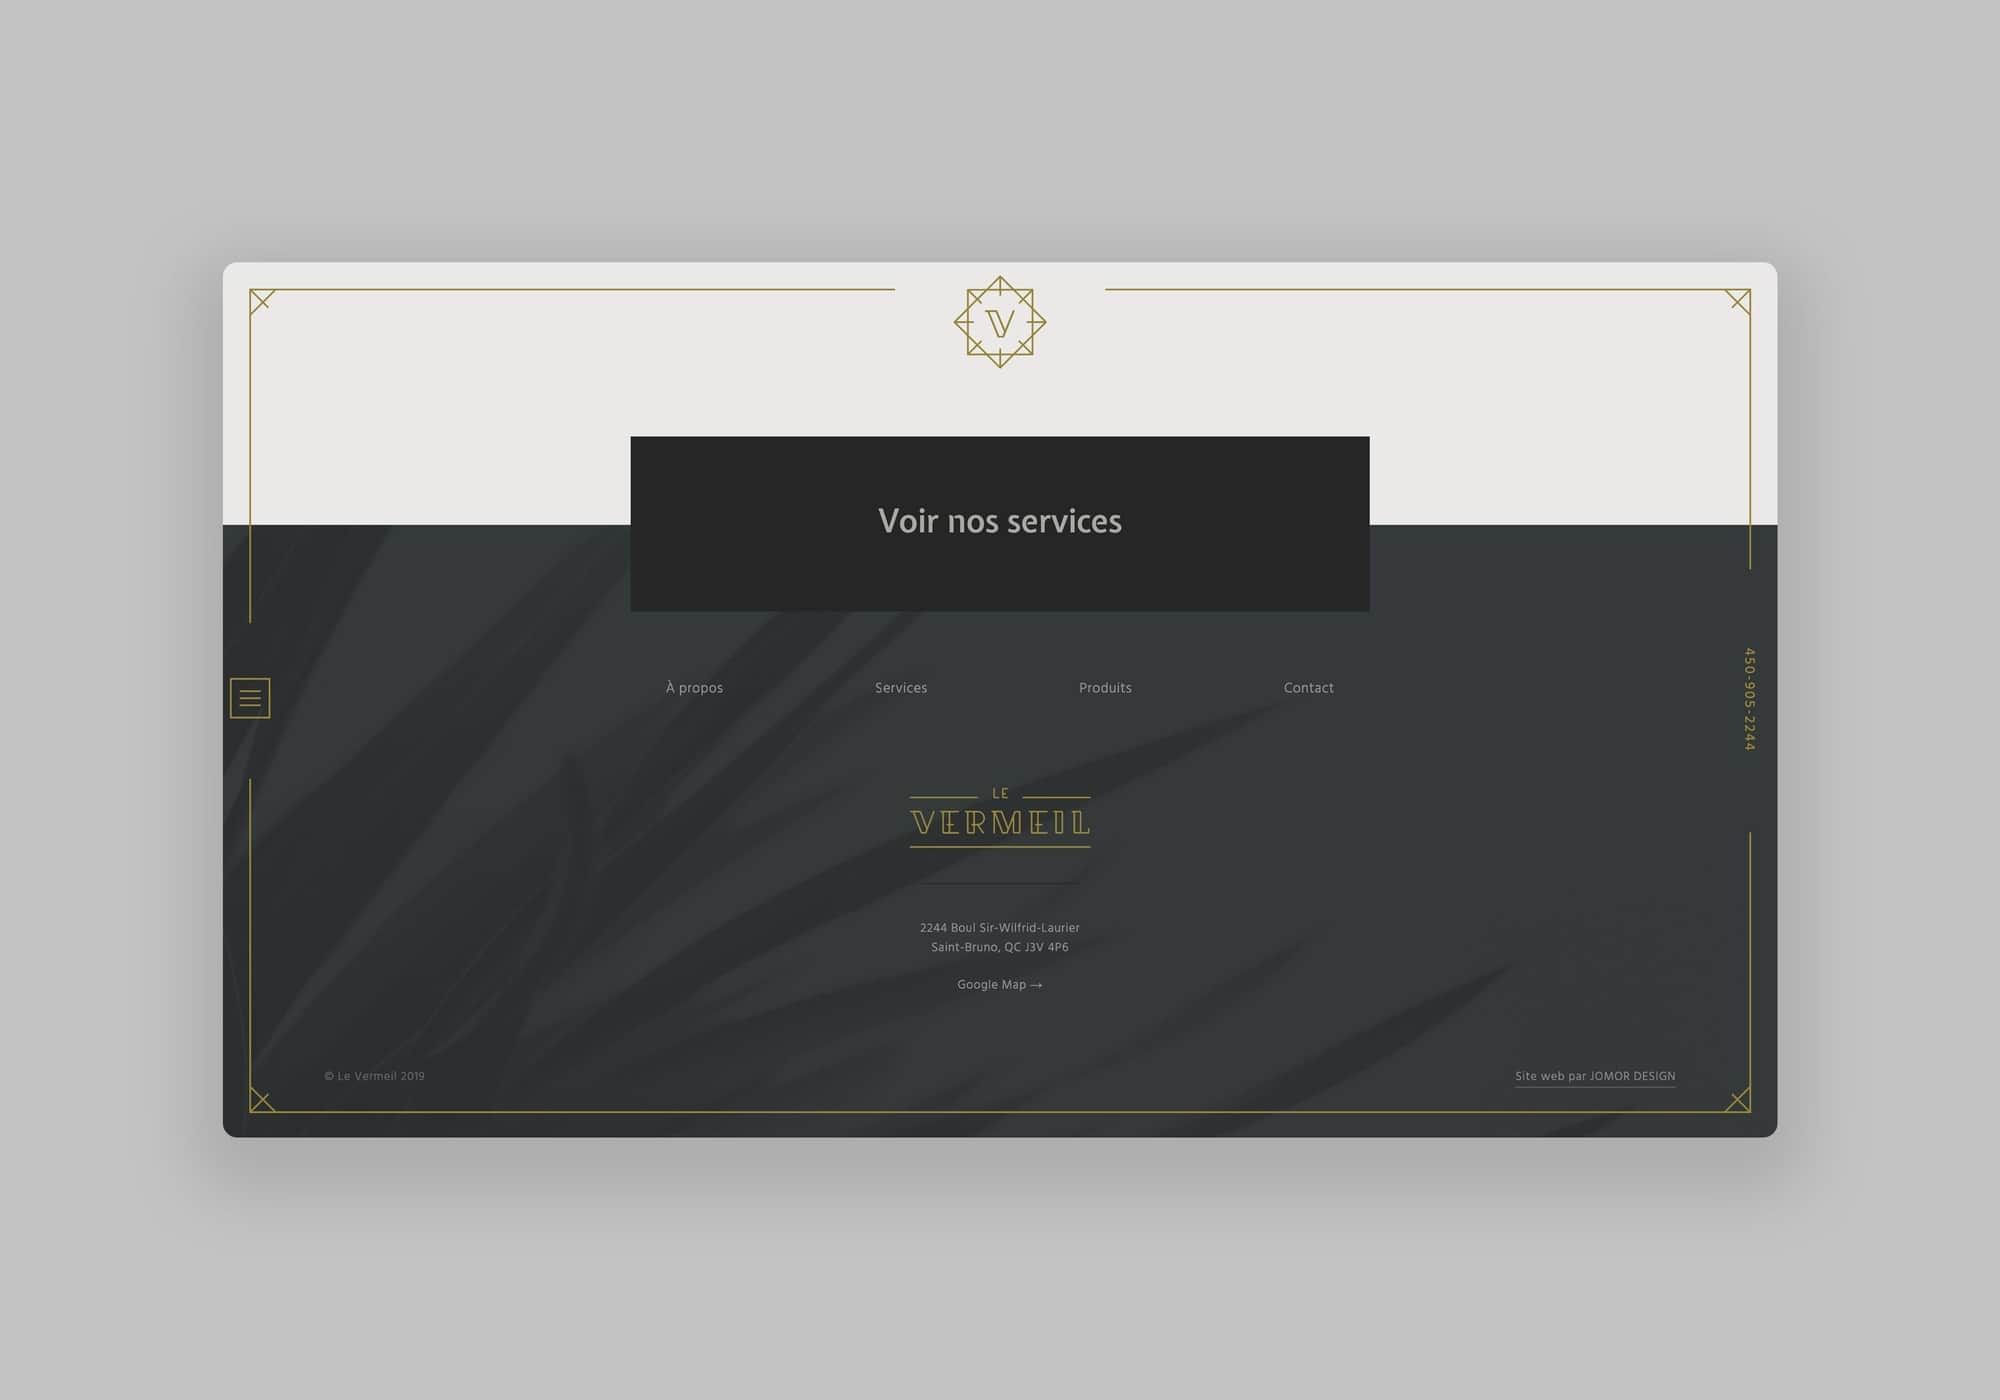 V
Voir nos services
À propos
Services
Produits
Contact
450-905-2244
LE
VERMEIL
2244 Boul Sir-Wilfrid-Laurier
Saint-Bruno, QC J3V 4P6
Google Map →
© Le Vermeil 2019
Site web par JOMOR DESIGN